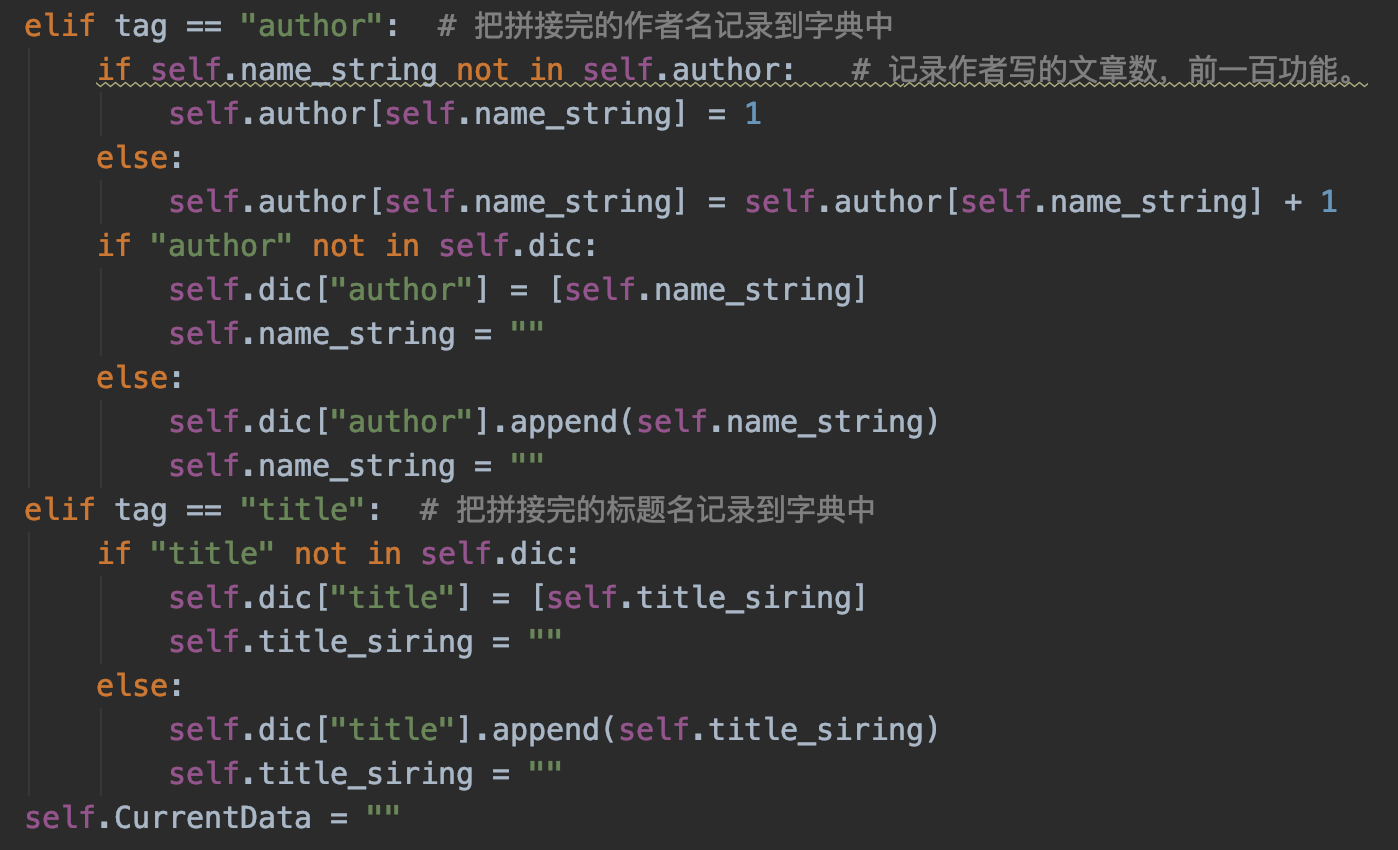 elif tag == "author":  # 把拼接完的作者名记录到字典中
    if self.name_string not in self.author:   # 记录作者写的文章数，前一百功能。
        self.author[self.name_string] = 1
    else:
        self.author[self.name_string] = self.author[self.name_string] + 1
    if "author" not in self.dic:
        self.dic["author"] = [self.name_string]
        self.name_string = ""
    else:
        self.dic["author"].append(self.name_string)
        self.name_string = ""
elif tag == "title":  # 把拼接完的标题名记录到字典中
    if "title" not in self.dic:
        self.dic["title"] = [self.title_siring]
        self.title_siring = ""
    else:
        self.dic["title"].append(self.title_siring)
        self.title_siring = ""
self.CurrentData = ""